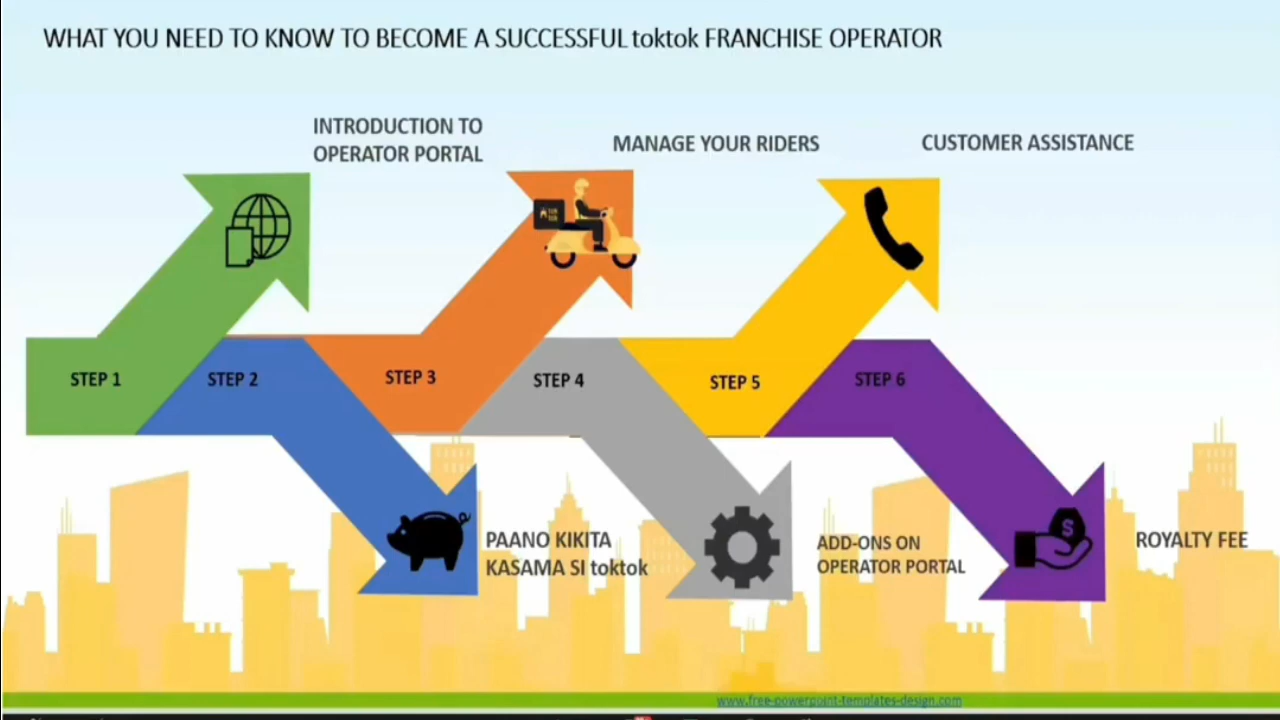 WHAT YOU NEED TO KNOW TO BECOME A SUCCESSFUL toktok FRANCHISE OPERATOR
INTRODUCTION TO
OPERATOR PORTAL
MANAGE YOUR RIDERS
CUSTOMER ASSISTANCE
STEP 1
STEP 2
STEP 3
STEP 4
STEP 5
STEP 6
PAANO KIKITA
KASAMA SI toktok
ADD-ONS ON
OPERATOR PORTAL
ROYALTY FEE
www.free-powerpoint-templates-design.com